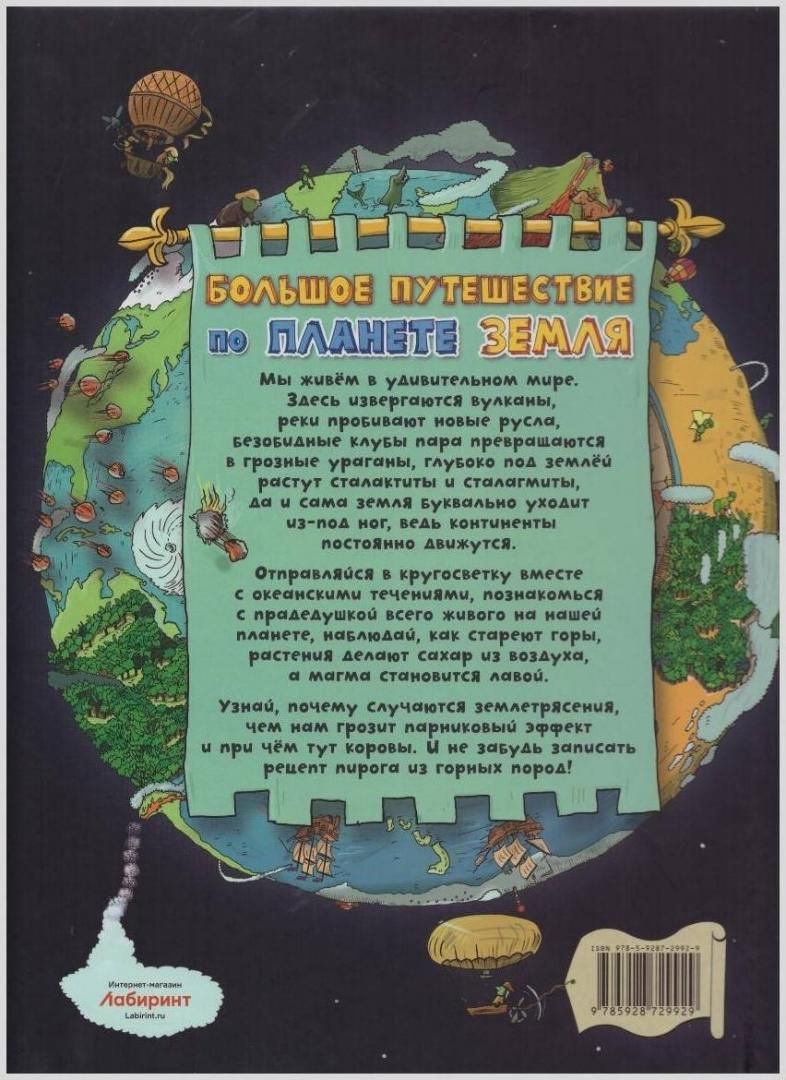 БОЛЬШОЕ ПУТЕШЕСТВИЕ
по ПЛАНЕТЕ ЗЕМЛЯ
Мы живём в удивительном мире.
Здесь извергаются вулканы,
реки пробивают новые русла,
безобидные клубы пара превращаются
в грозные ураганы, глубоко под землёй
растут сталактиты и сталагмиты,
да и сама земля буквально уходит
из-под ног, ведь континенты
постоянно движутся.
Отправляйся в кругосветку вместе
с океанскими течениями, познакомься
с прадедушкой всего живого на нашей
планете, наблюдай, как стареют горы,
растения делают сахар из воздуха,
а магма становится лавой.
Узнай, почему случаются землетрясения,
чем нам грозит парниковый эффект
и при чём тут коровы. И не забудь записать
рецепт пирога из горных пород!
Интернет-магазин
Лабиринт
Labirint.ru
ISBN 978-5-9287-2992-9
9 785928 729929